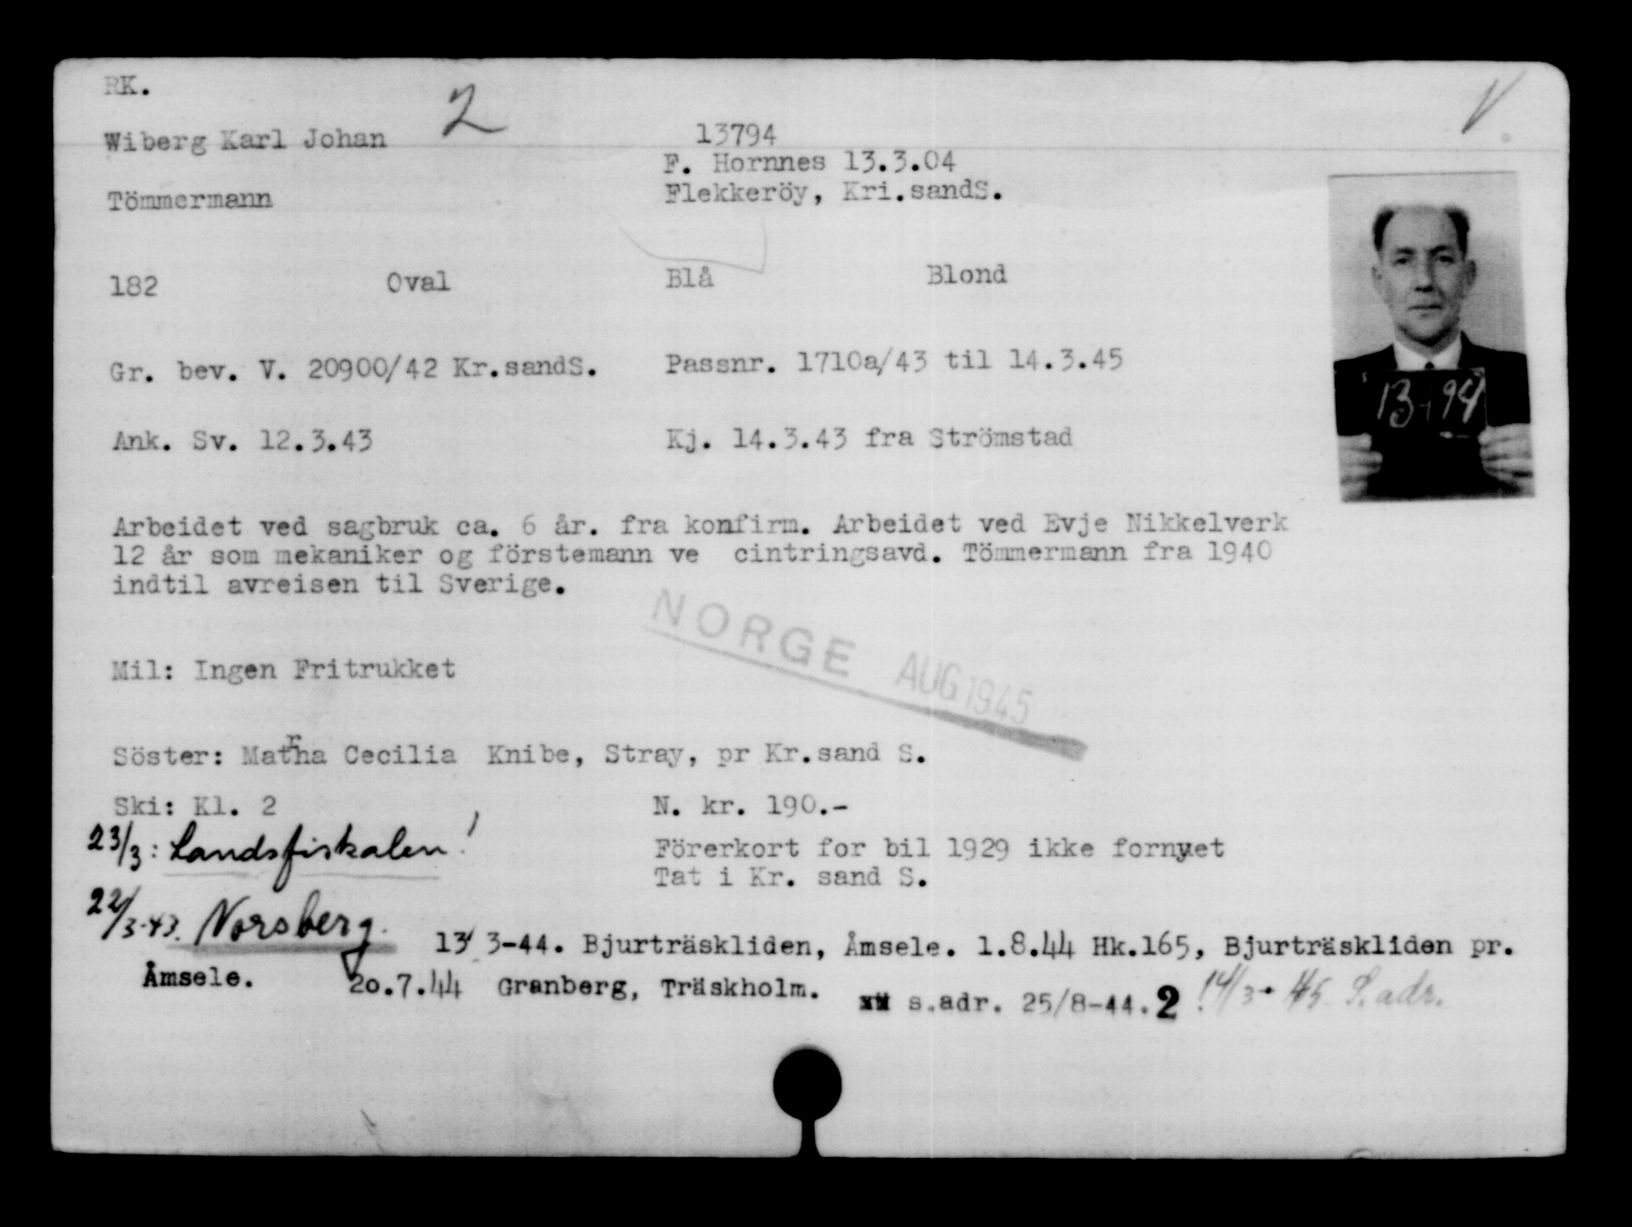 RK.
2
V.
Wiberg Karl Johan
13794
F. Hornnes 13.3.04
Tömmermann
Flekkeröy, Kri.sandS.
182 Oval Blå Blond
13794
Gr. bev. V. 20900/42 Kr.sandS. Passnr. 1710a/43 til 14.3.45
Ank. Sv. 12.3.43 Kj. 14.3.43 fra Strömstad
Arbeidet ved sagbruk ca. 6 år. fra konfirm. Arbeidet ved Evje Nikkelverk
12 år som mekaniker og förstemann ve cintringsavd. Tömmermann fra 1940
indtil avreisen til Sverige.
NORGE AUG 1945
Mil: Ingen Fritrukket
Söster: Matrha Cecilia Knibe, Stray, pr Kr.sand S.
Ski: Kl. 2 N. kr. 190.-
23/3: Landsfiskalen!
Förerkort for bil 1929 ikke fornyet
Tat i Kr. sand S.
22/3-43. Norsberg.
13/3-44. Bjurträskliden, Åmsele. 1.8.44 Hk.165, Bjurträskliden pr.
Åmsele. 20.7.44 Granberg, Träskholm. s.adr. 25/8-44. 2 14/3-45. S.adr.